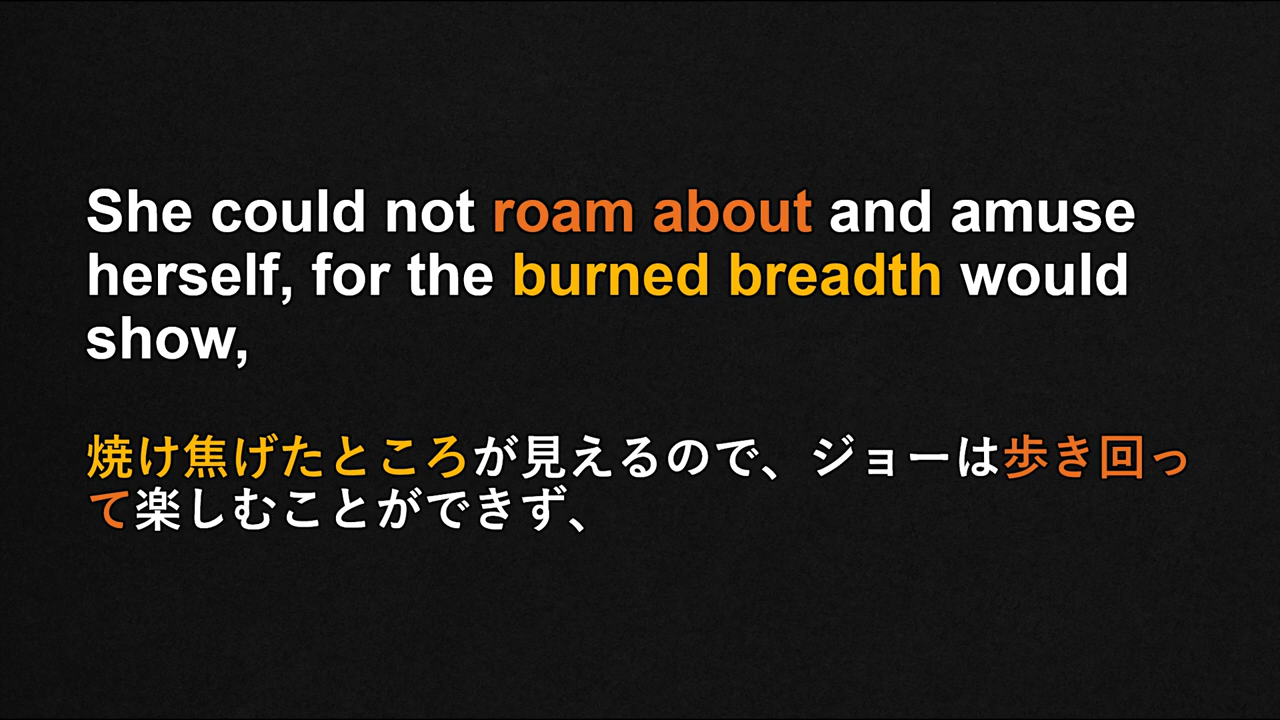 She could not roam about and amuse
herself, for the burned breadth would
show,
焼け焦げたところが見えるので、ジョーは歩き回っ
て楽しむことができず、